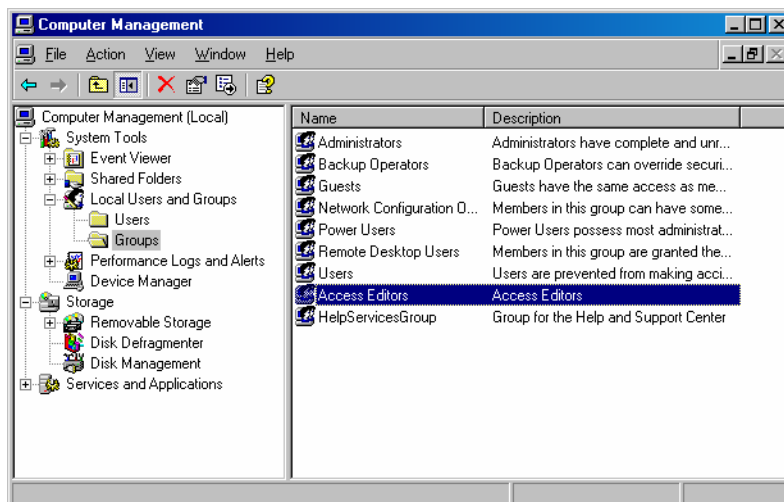 Computer Management
File Action View Window Help
Computer Management (Local)
System Tools
Event Viewer
Shared Folders
Local Users and Groups
Users
Groups
Performance Logs and Alerts
Device Manager
Storage
Removable Storage
Disk Defragmenter
Disk Management
Services and Applications
Name Description
Administrators Administrators have complete and unr...
Backup Operators Backup Operators can override securi...
Guests Guests have the same access as me...
Network Configuration O... Members in this group can have some...
Power Users Power Users possess most administrat...
Remote Desktop Users Members in this group are granted the...
Users Users are prevented from making acci...
Access Editors Access Editors
HelpServicesGroup Group for the Help and Support Center